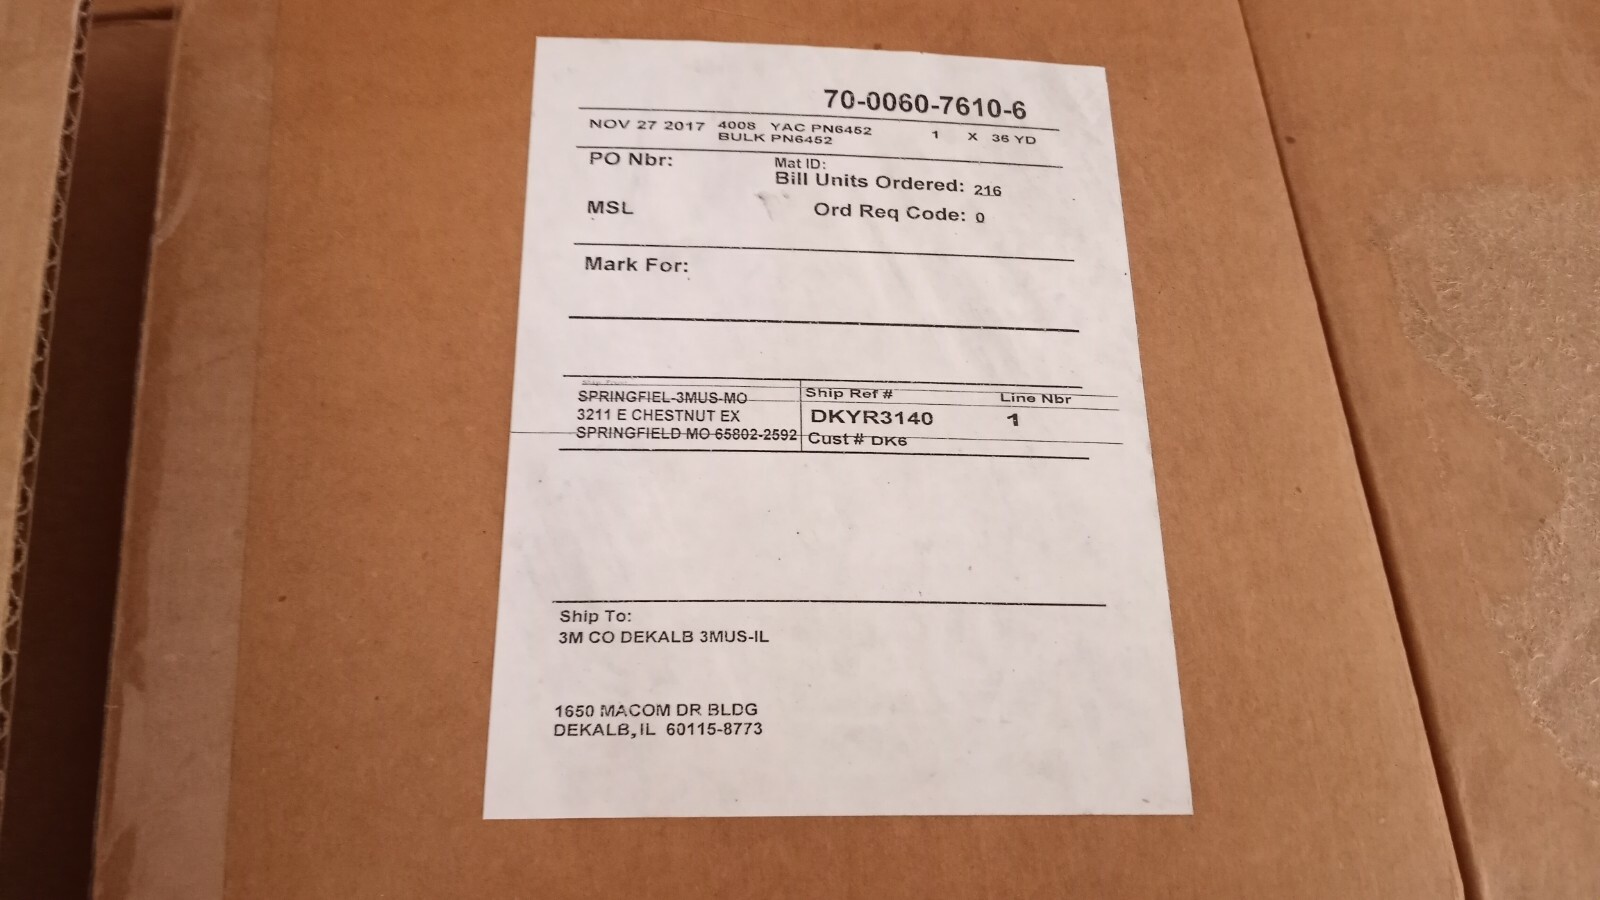 70-0060-7610-6
NOV 27 2017 4008 YAC PN6452 1 X 36 YD
BULK PN6452
PO Nbr: Mat ID:
Bill Units Ordered: 216
MSL Ord Req Code: 0
Mark For:
Ship From:
SPRINGFIEL-3MUS-MO Ship Ref # Line Nbr
3211 E CHESTNUT EX DKYR3140 1
SPRINGFIELD MO 65802-2592 Cust # DK6
Ship To:
3M CO DEKALB 3MUS-IL
1650 MACOM DR BLDG
DEKALB, IL 60115-8773